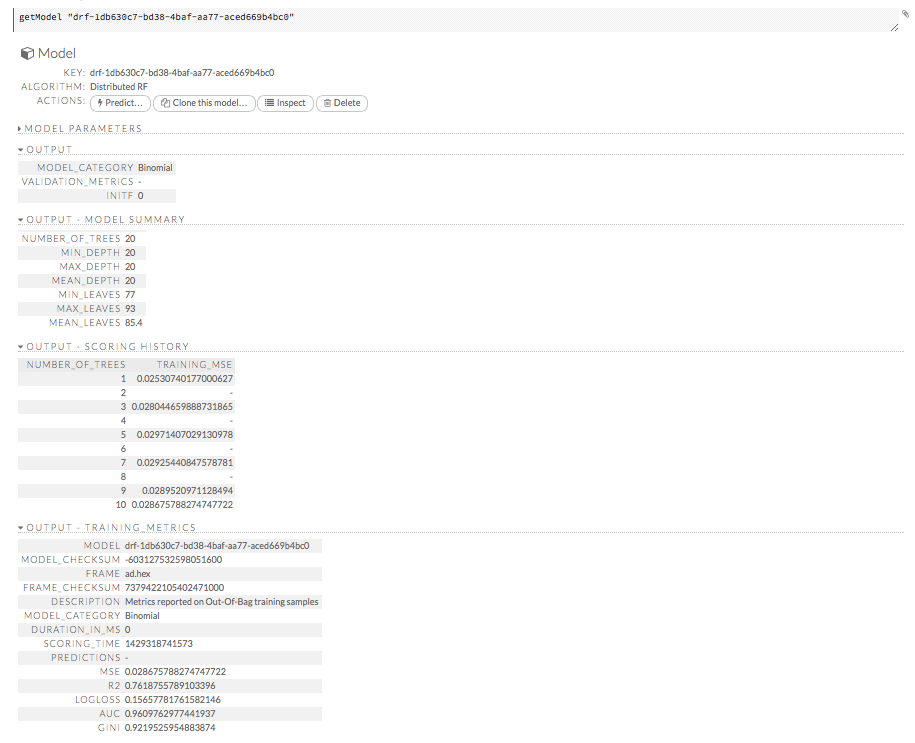 getModel "drf-1db630c7-bd38-4baf-aa77-aced669b4bc0"
Model
KEY: drf-1db630c7-bd38-4baf-aa77-aced669b4bc0
ALGORITHM: Distributed RF
ACTIONS: Predict... Clone this model... Inspect Delete
MODEL PARAMETERS
OUTPUT
MODEL_CATEGORY Binomial
VALIDATION_METRICS -
INITF 0
OUTPUT - MODEL SUMMARY
NUMBER_OF_TREES 20
MIN_DEPTH 20
MAX_DEPTH 20
MEAN_DEPTH 20
MIN_LEAVES 77
MAX_LEAVES 93
MEAN_LEAVES 85.4
OUTPUT - SCORING HISTORY
NUMBER_OF_TREES TRAINING_MSE
1 0.02530740177000627
2 -
3 0.028044659888731865
4 -
5 0.02971407029130978
6 -
7 0.02925440847578781
8 -
9 0.0289520971128494
10 0.028675788274747722
OUTPUT - TRAINING_METRICS
MODEL drf-1db630c7-bd38-4baf-aa77-aced669b4bc0
MODEL_CHECKSUM -603127532598051600
FRAME ad.hex
FRAME_CHECKSUM 7379422105402471000
DESCRIPTION Metrics reported on Out-Of-Bag training samples
MODEL_CATEGORY Binomial
DURATION_IN_MS 0
SCORING_TIME 1429318741573
PREDICTIONS -
MSE 0.028675788274747722
R2 0.7618755789103396
LOGLOSS 0.15657781761582146
AUC 0.9609762977441937
GINI 0.9219525954883874